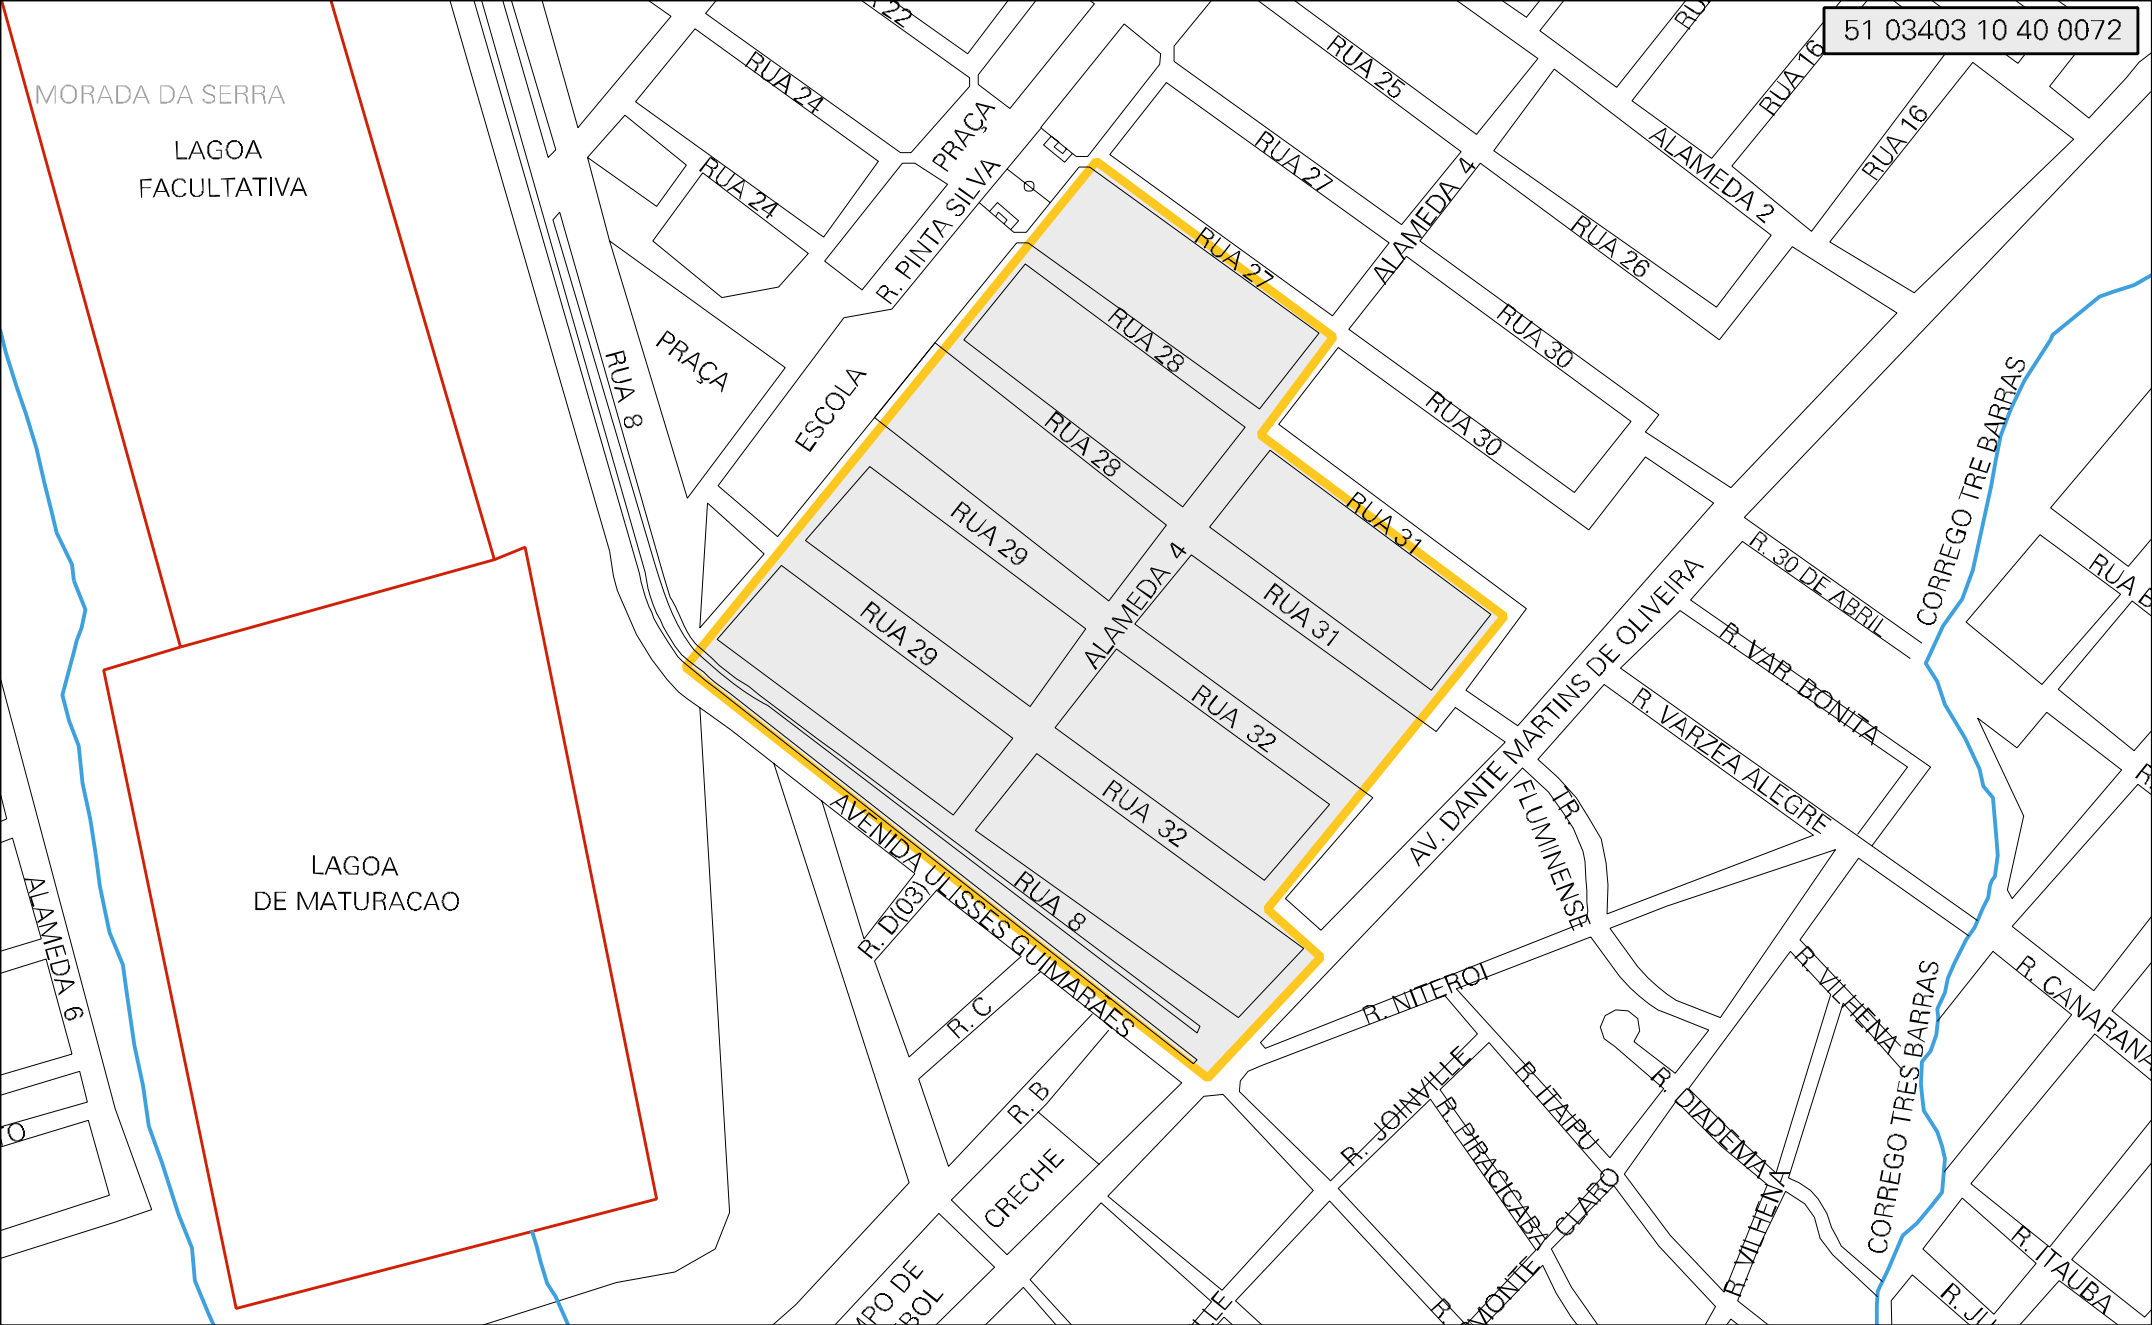 51 03403 10 40 0072
MORADA DA SERRA
LAGOA
FACULTATIVA
RUA 24
RUA 24
PRAÇA
R. PINTA SILVA
RUA 25
RUA 27
RUA 27
ALAMEDA 4
ALAMEDA 2
RUA 16
RUA 16
RUA 26
RUA 30
RUA 30
RUA 8
PRAÇA
ESCOLA
RUA 28
RUA 28
RUA 29
RUA 29
ALAMEDA 4
RUA 31
RUA 31
RUA 32
RUA 32
RUA 8
AVENIDA ULISSES GUIMARAES
AV. DANTE MARTINS DE OLIVEIRA
CORREGO TRE BARRAS
R. 30 DE ABRIL
R. VAR. BONITA
R. VARZEA ALEGRE
TR.
FLUMINENSE
LAGOA
DE MATURACAO
ALAMEDA 6
R. D(03)
R. C
R. B
CRECHE
R. NITEROI
R. JOINVILLE
R. PIRACICABA
R. ITAIPU
R. DIADEMA
R. VILHENA
R. VILHENA
MONTE CLARO
CORREGO TRES BARRAS
R. CANARANA
R. ITAUBA